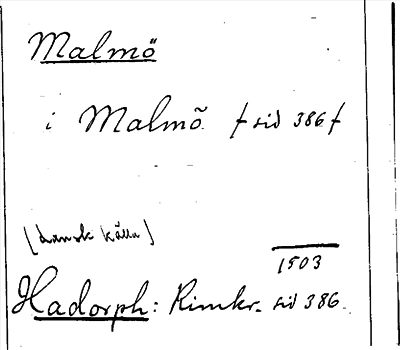 Malmö
i Malmö. f sid 386 f
(dansk källa)
1503
Hadorph: Rimkr. sid 386.